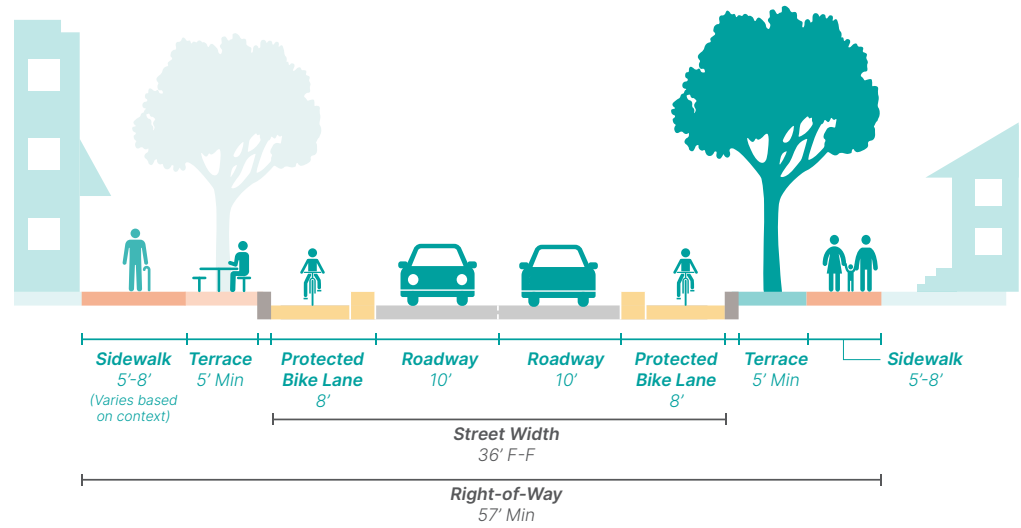 Sidewalk
5’-8’
(Varies based
on context)
Terrace
5’ Min
Protected
Bike Lane
8’
Roadway
10’
Roadway
10’
Protected
Bike Lane
8’
Terrace
5’ Min
Sidewalk
5’-8’
Street Width
36’ F-F
Right-of-Way
57’ Min